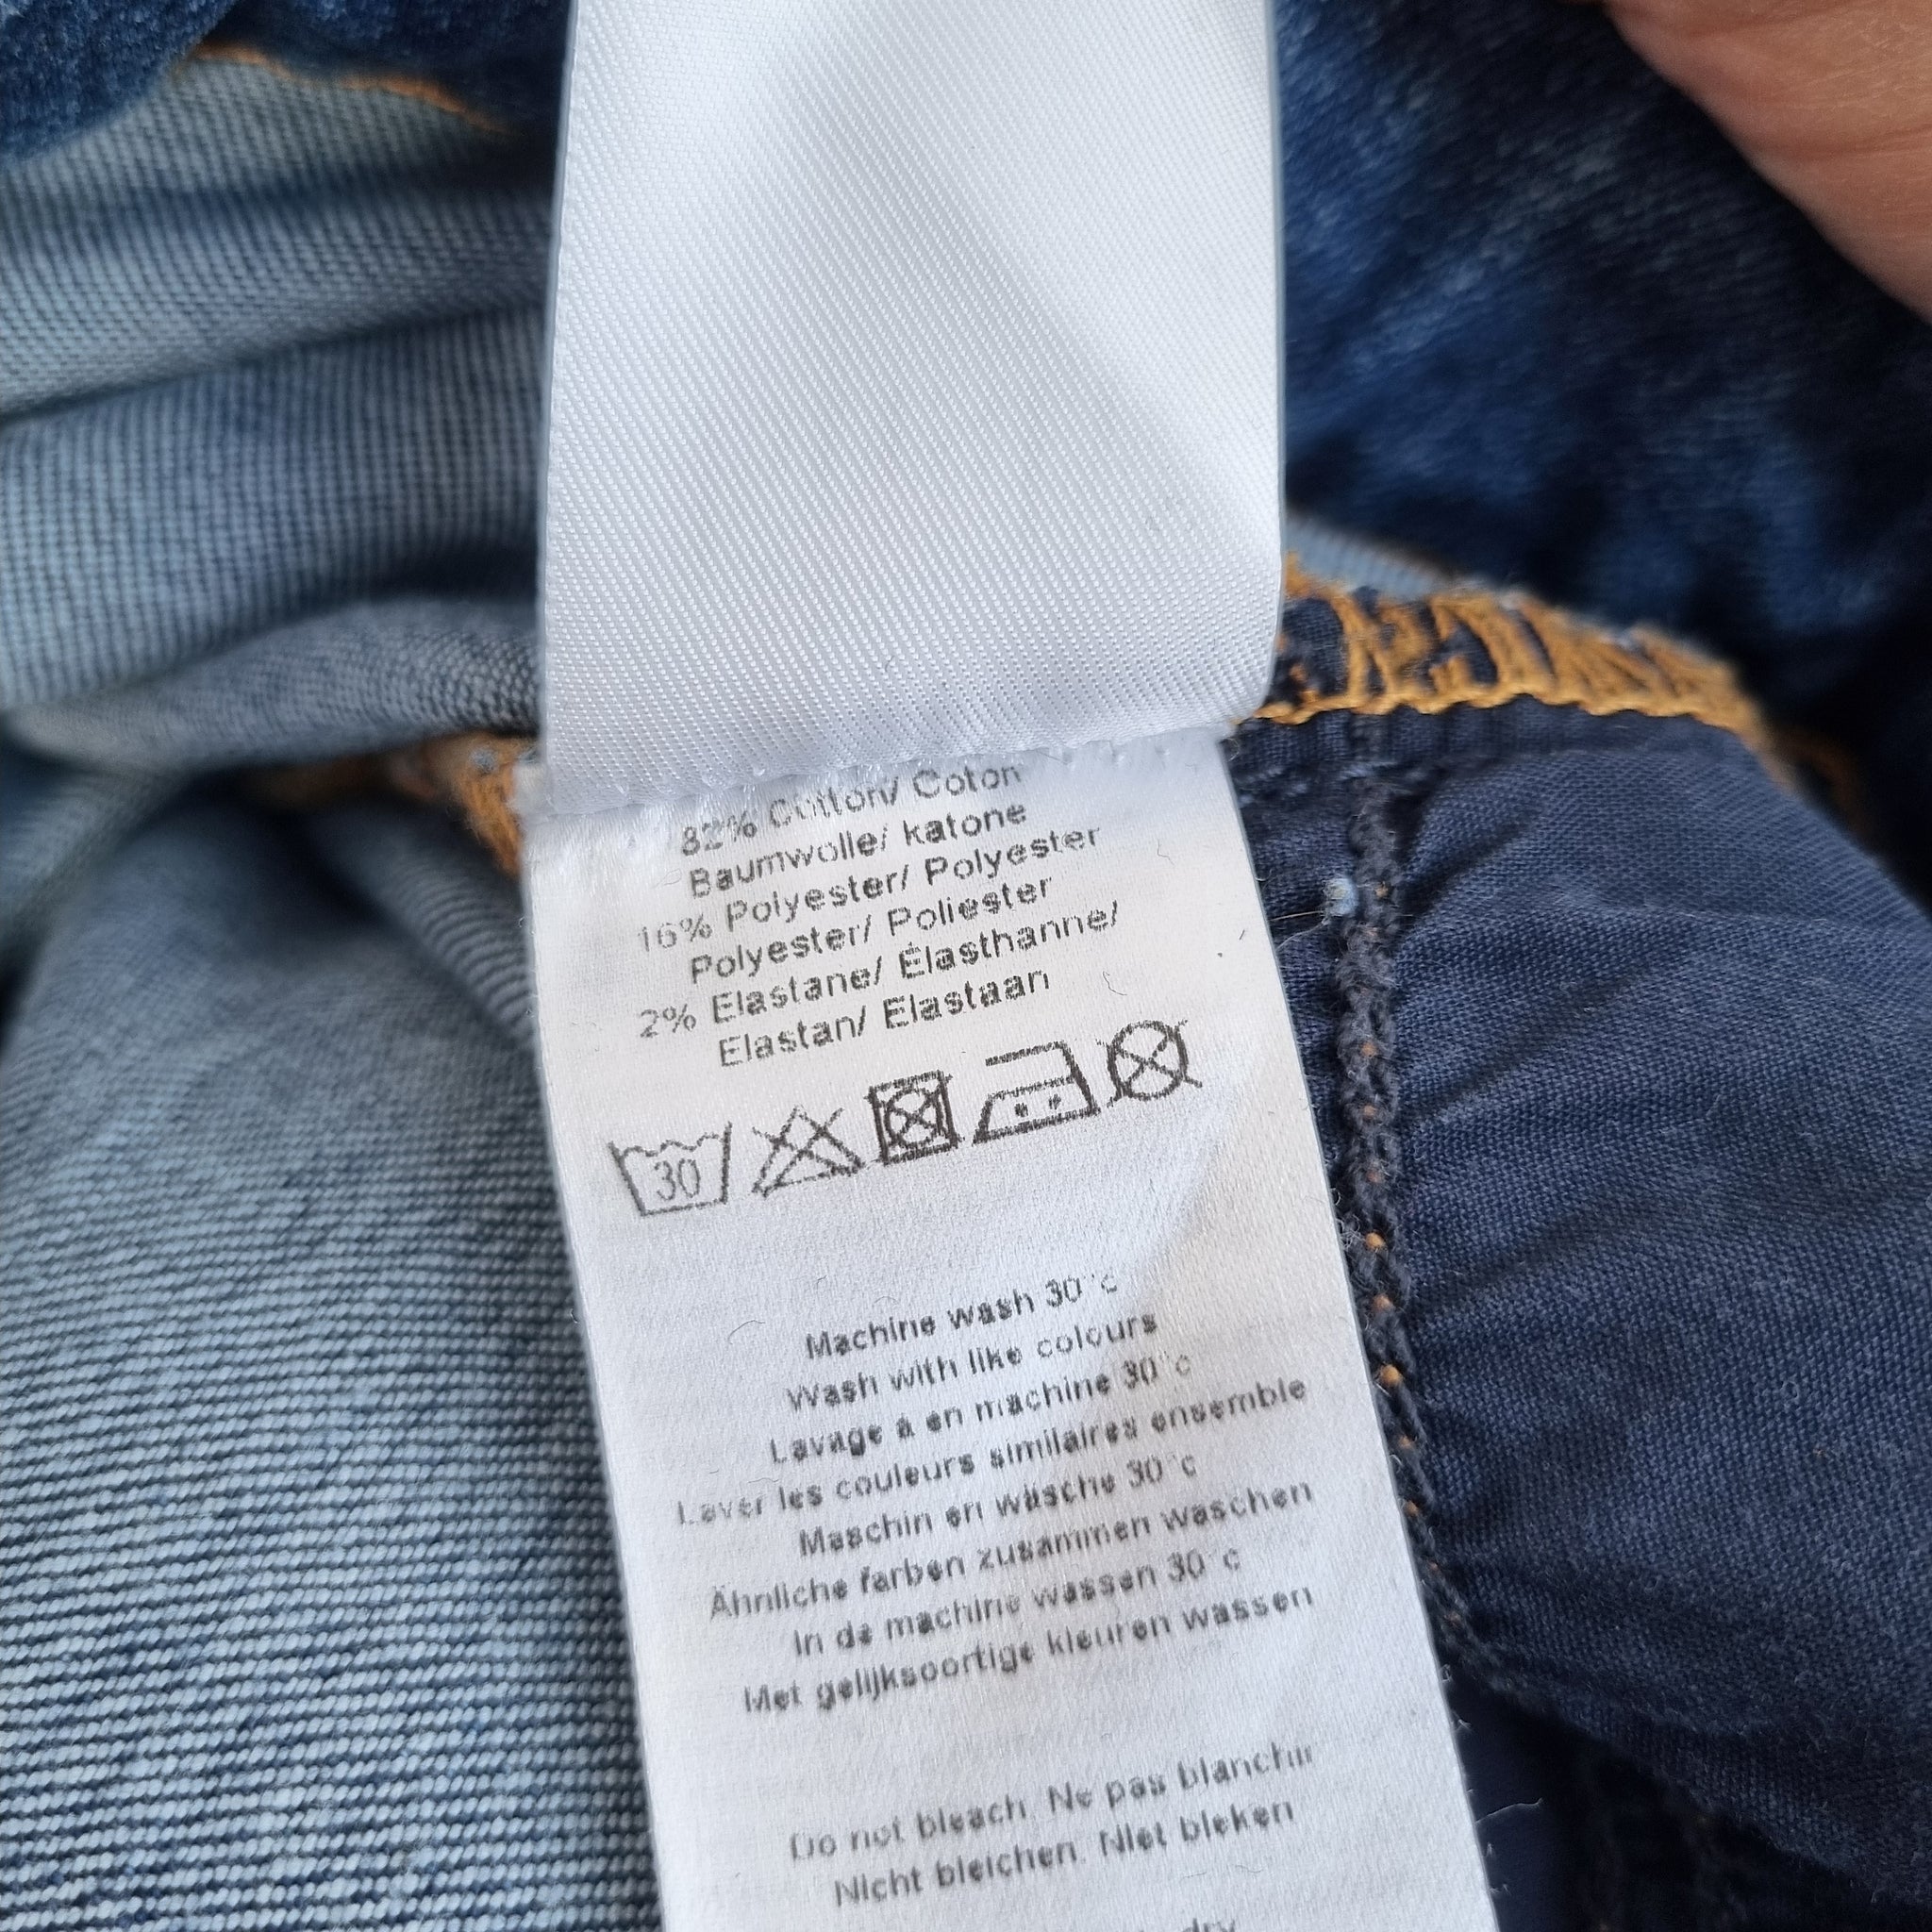 82% Cotton/ Coton
Baumwolle/ katone
16% Polyester/ Polyester
Polyester/ Poliester
2% Elastane/ Élasthanne/
Elastan/ Elastaan
30
Machine wash 30°c
Wash with like colours
Lavage à en machine 30°c
Laver les couleurs similaires ensemble
Maschin en wäsche 30°c
Ähnliche farben zusammen waschen
In de machine wassen 30°c
Met gelijksoortige kleuren wassen
Do not bleach. Ne pas blanchir
Nicht bleichen. Niet bleken
dry